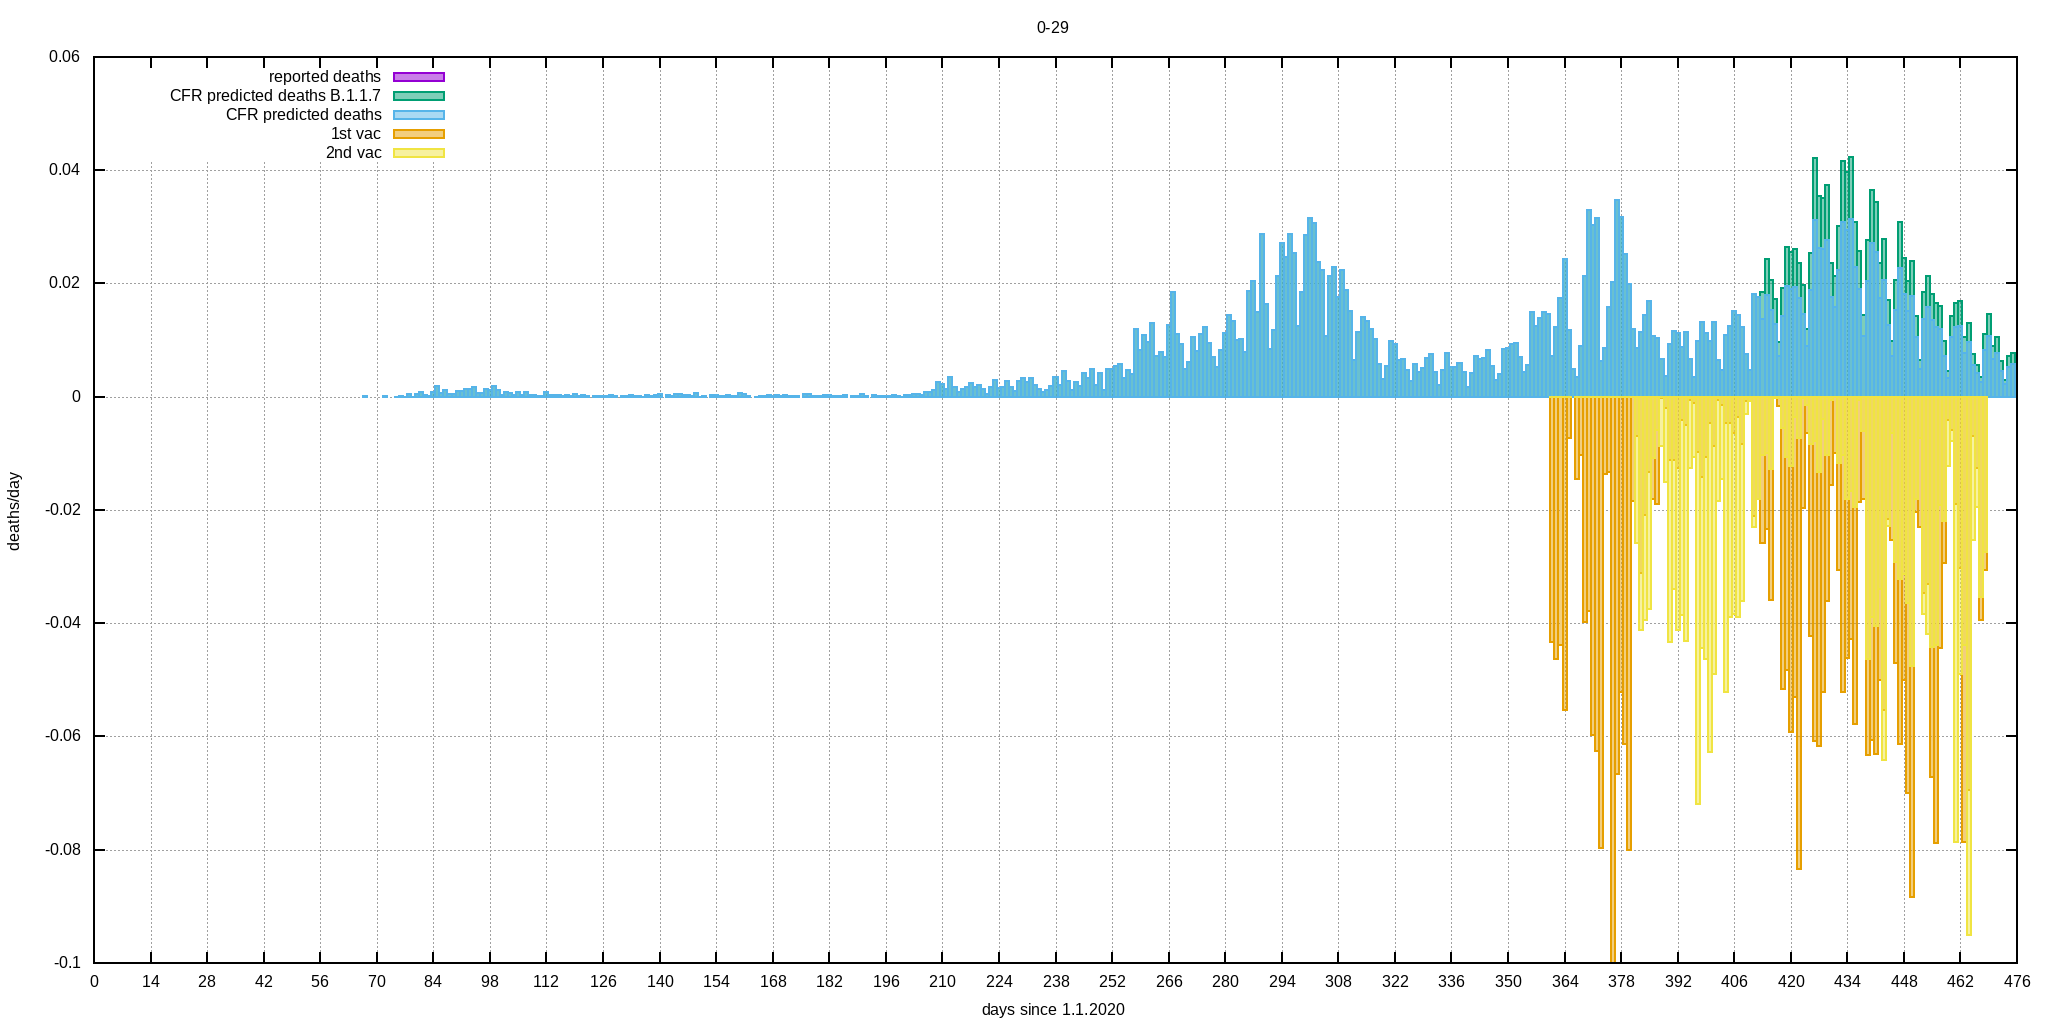 0-29
0.06
0.04
0.02
0
-0.02
-0.04
-0.06
-0.08
-0.1
deaths/day
reported deaths
CFR predicted deaths B.1.1.7
CFR predicted deaths
1st vac
2nd vac
0 14 28 42 56 70 84 98 112 126 140 154 168 182 196 210 224 238 252 266 280 294 308 322 336 350 364 378 392 406 420 434 448 462 476
days since 1.1.2020